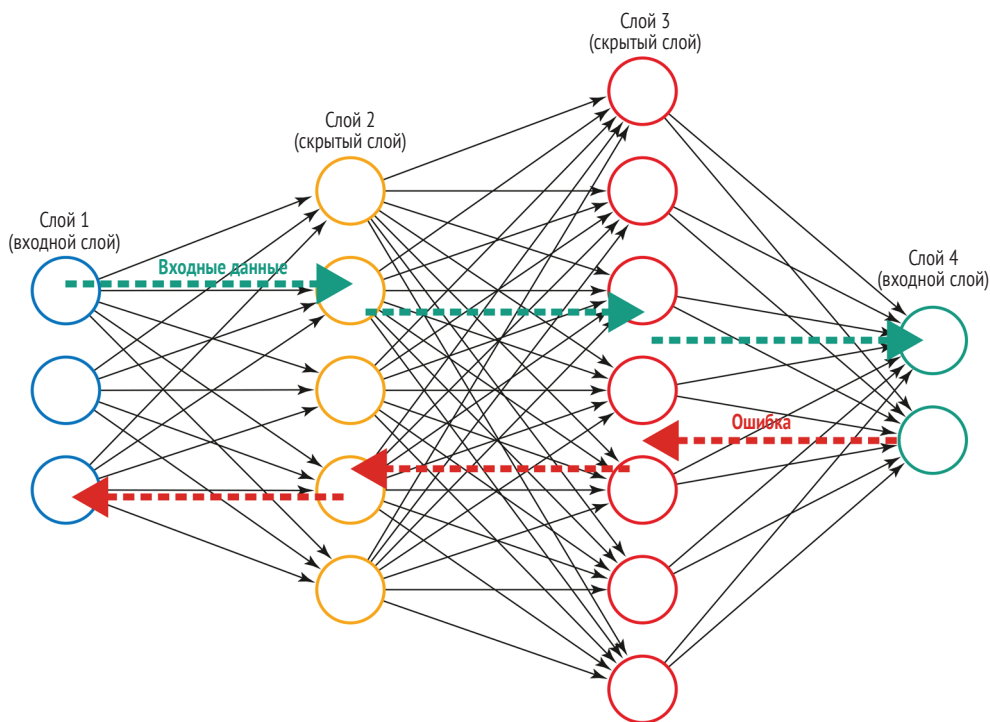 Слой 3
(скрытый слой)
Слой 2
(скрытый слой)
Слой 1
(входной слой)
Входные данные
Слой 4
(входной слой)
Ошибка